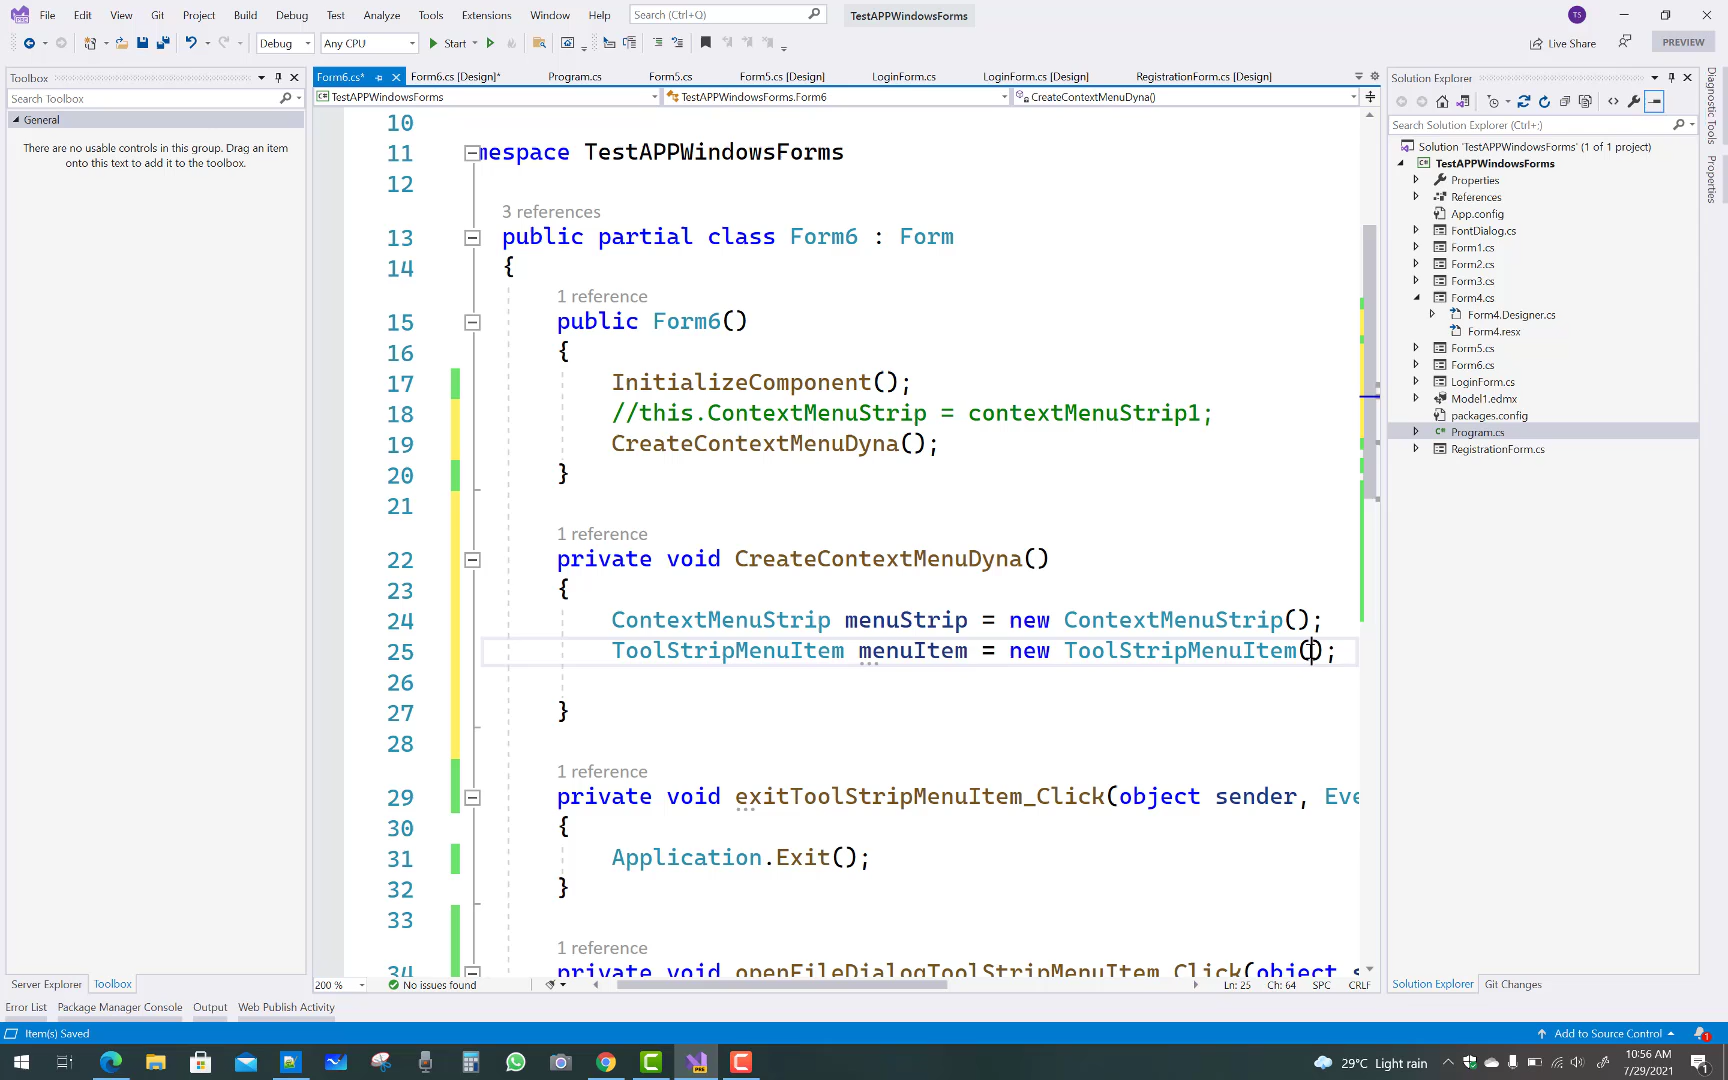 File Edit View Git Project Build Debug Test Analyze Tools Extensions Window Help Search (Ctrl+Q) TestAPPWindowsForms TS
Debug Any CPU Start Live Share PREVIEW
Toolbox
Search Toolbox
General
There are no usable controls in this group. Drag an item
onto this text to add it to the toolbox.
Form6.cs* Form6.cs [Design]* Program.cs Form5.cs Form5.cs [Design] LoginForm.cs LoginForm.cs [Design] RegistrationForm.cs [Design]
TestAPPWindowsForms TestAPPWindowsForms.Form6 CreateContextMenuDyna()
10
11 mespace TestAPPWindowsForms
12
3 references
13 public partial class Form6 : Form
14 {
1 reference
15 public Form6()
16 {
17 InitializeComponent();
18 //this.ContextMenuStrip = contextMenuStrip1;
19 CreateContextMenuDyna();
20 }
21
1 reference
22 private void CreateContextMenuDyna()
23 {
24 ContextMenuStrip menuStrip = new ContextMenuStrip();
25 ToolStripMenuItem menuItem = new ToolStripMenuItem();
26
27 }
28
1 reference
29 private void exitToolStripMenuItem_Click(object sender, Eve
30 {
31 Application.Exit();
32 }
33
1 reference
34 private void openFileDialogToolStripMenuItem_Click(object s
200 % No issues found Ln: 25 Ch: 64 SPC CRLF
Solution Explorer
Search Solution Explorer (Ctrl+;)
Solution 'TestAPPWindowsForms' (1 of 1 project)
TestAPPWindowsForms
Properties
References
App.config
FontDialog.cs
Form1.cs
Form2.cs
Form3.cs
Form4.cs
Form4.Designer.cs
Form4.resx
Form5.cs
Form6.cs
LoginForm.cs
Model1.edmx
packages.config
Program.cs
RegistrationForm.cs
Diagnostic Tools
Properties
Server Explorer Toolbox
Solution Explorer Git Changes
Error List Package Manager Console Output Web Publish Activity
Item(s) Saved Add to Source Control 1
29°C Light rain 10:56 AM
7/29/2021